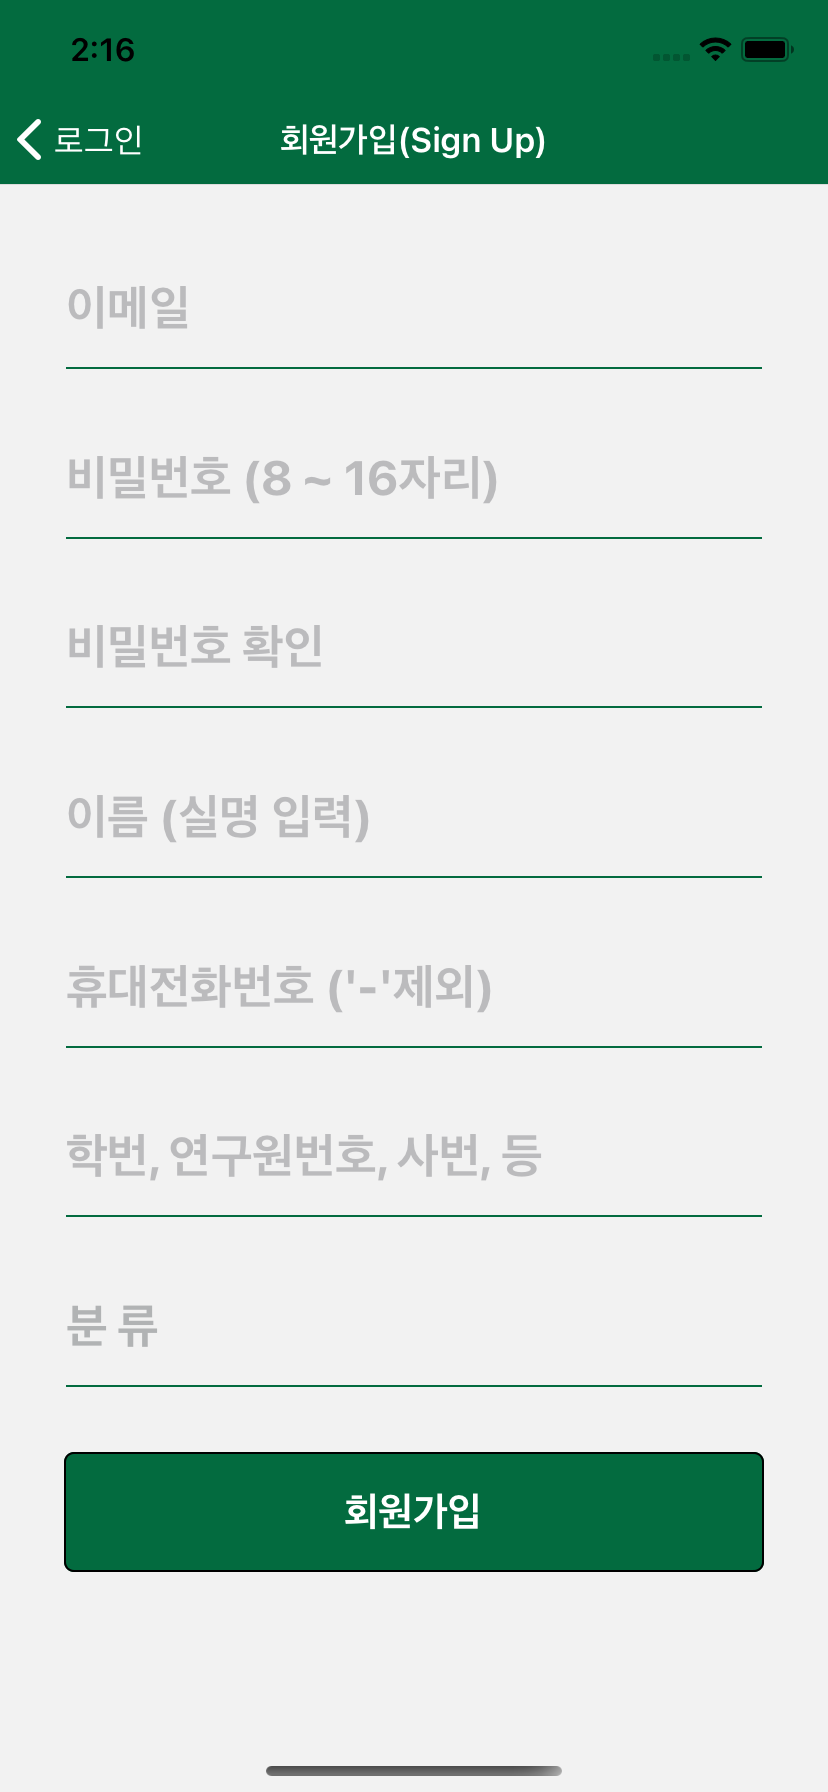 2:16
로그인 회원가입(Sign Up)
이메일
비밀번호 (8 ~ 16자리)
비밀번호 확인
이름 (실명 입력)
휴대전화번호 ('-'제외)
학번, 연구원번호, 사번, 등
분 류
회원가입